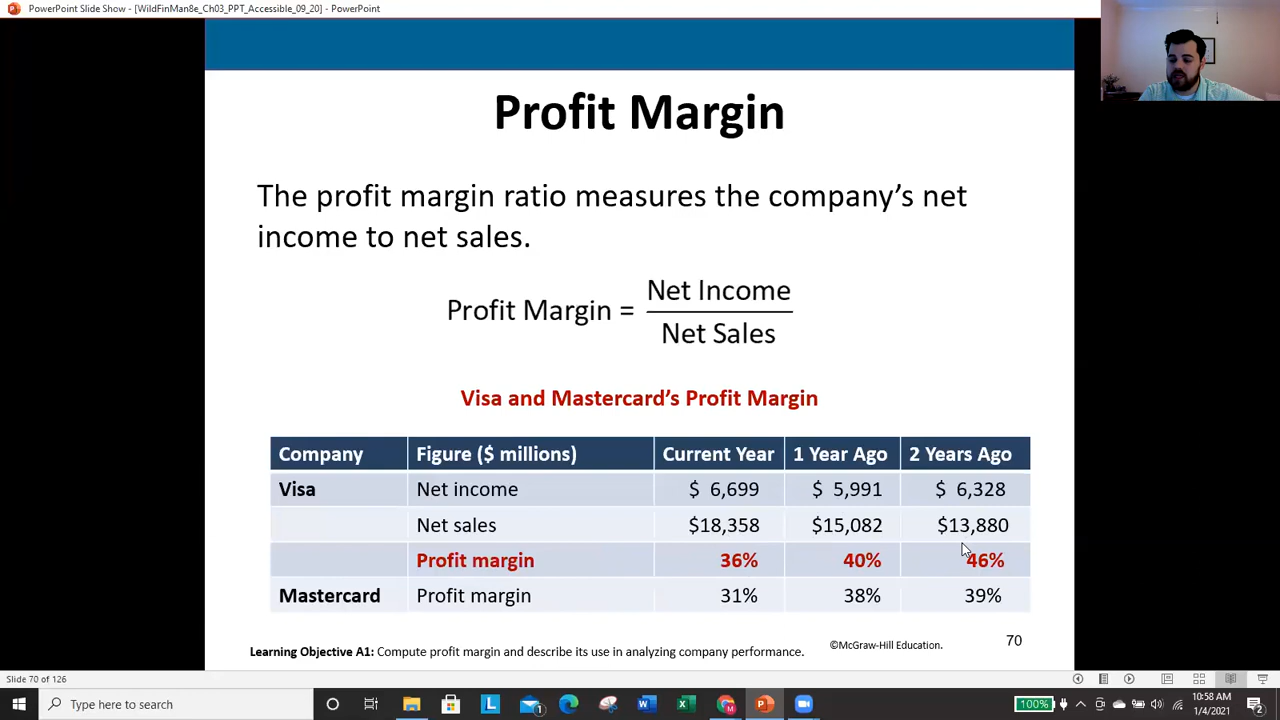 PowerPoint Slide Show - [WildFinMan8e_Ch03_PPT_Accessible_09_20] - PowerPoint
Profit Margin
The profit margin ratio measures the company's net
income to net sales.
Profit Margin = Net Income
Net Sales
Visa and Mastercard's Profit Margin
Company Figure ($ millions) Current Year 1 Year Ago 2 Years Ago
Visa Net income $ 6,699 $ 5,991 $ 6,328
Net sales $18,358 $15,082 $13,880
Profit margin 36% 40% 46%
Mastercard Profit margin 31% 38% 39%
Learning Objective A1: Compute profit margin and describe its use in analyzing company performance.
©McGraw-Hill Education.
70
Slide 70 of 126
Type here to search
100%
10:58 AM
1/4/2021